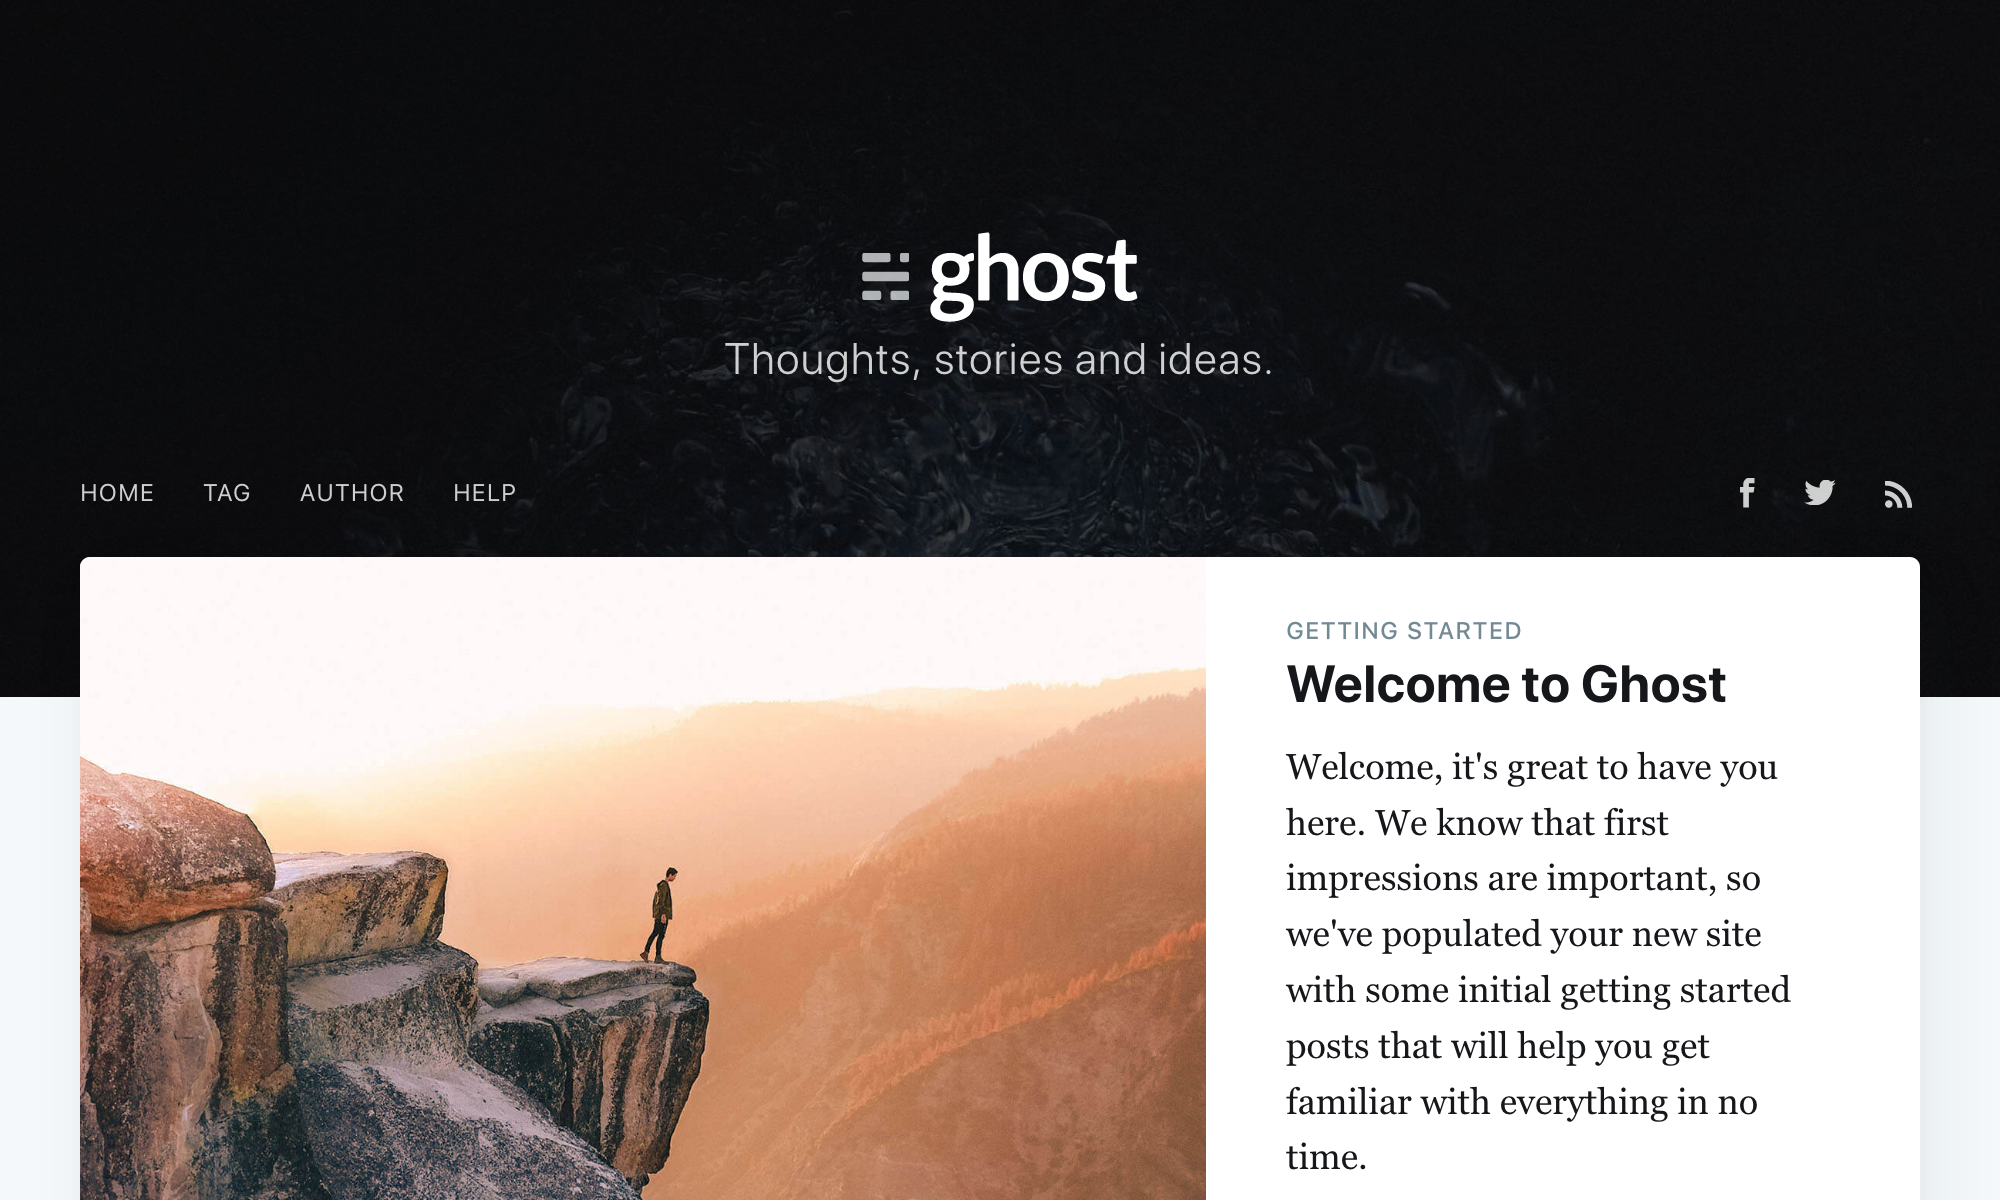 ghost
Thoughts, stories and ideas.
HOME TAG AUTHOR HELP
GETTING STARTED
Welcome to Ghost
Welcome, it's great to have you
here. We know that first
impressions are important, so
we've populated your new site
with some initial getting started
posts that will help you get
familiar with everything in no
time.